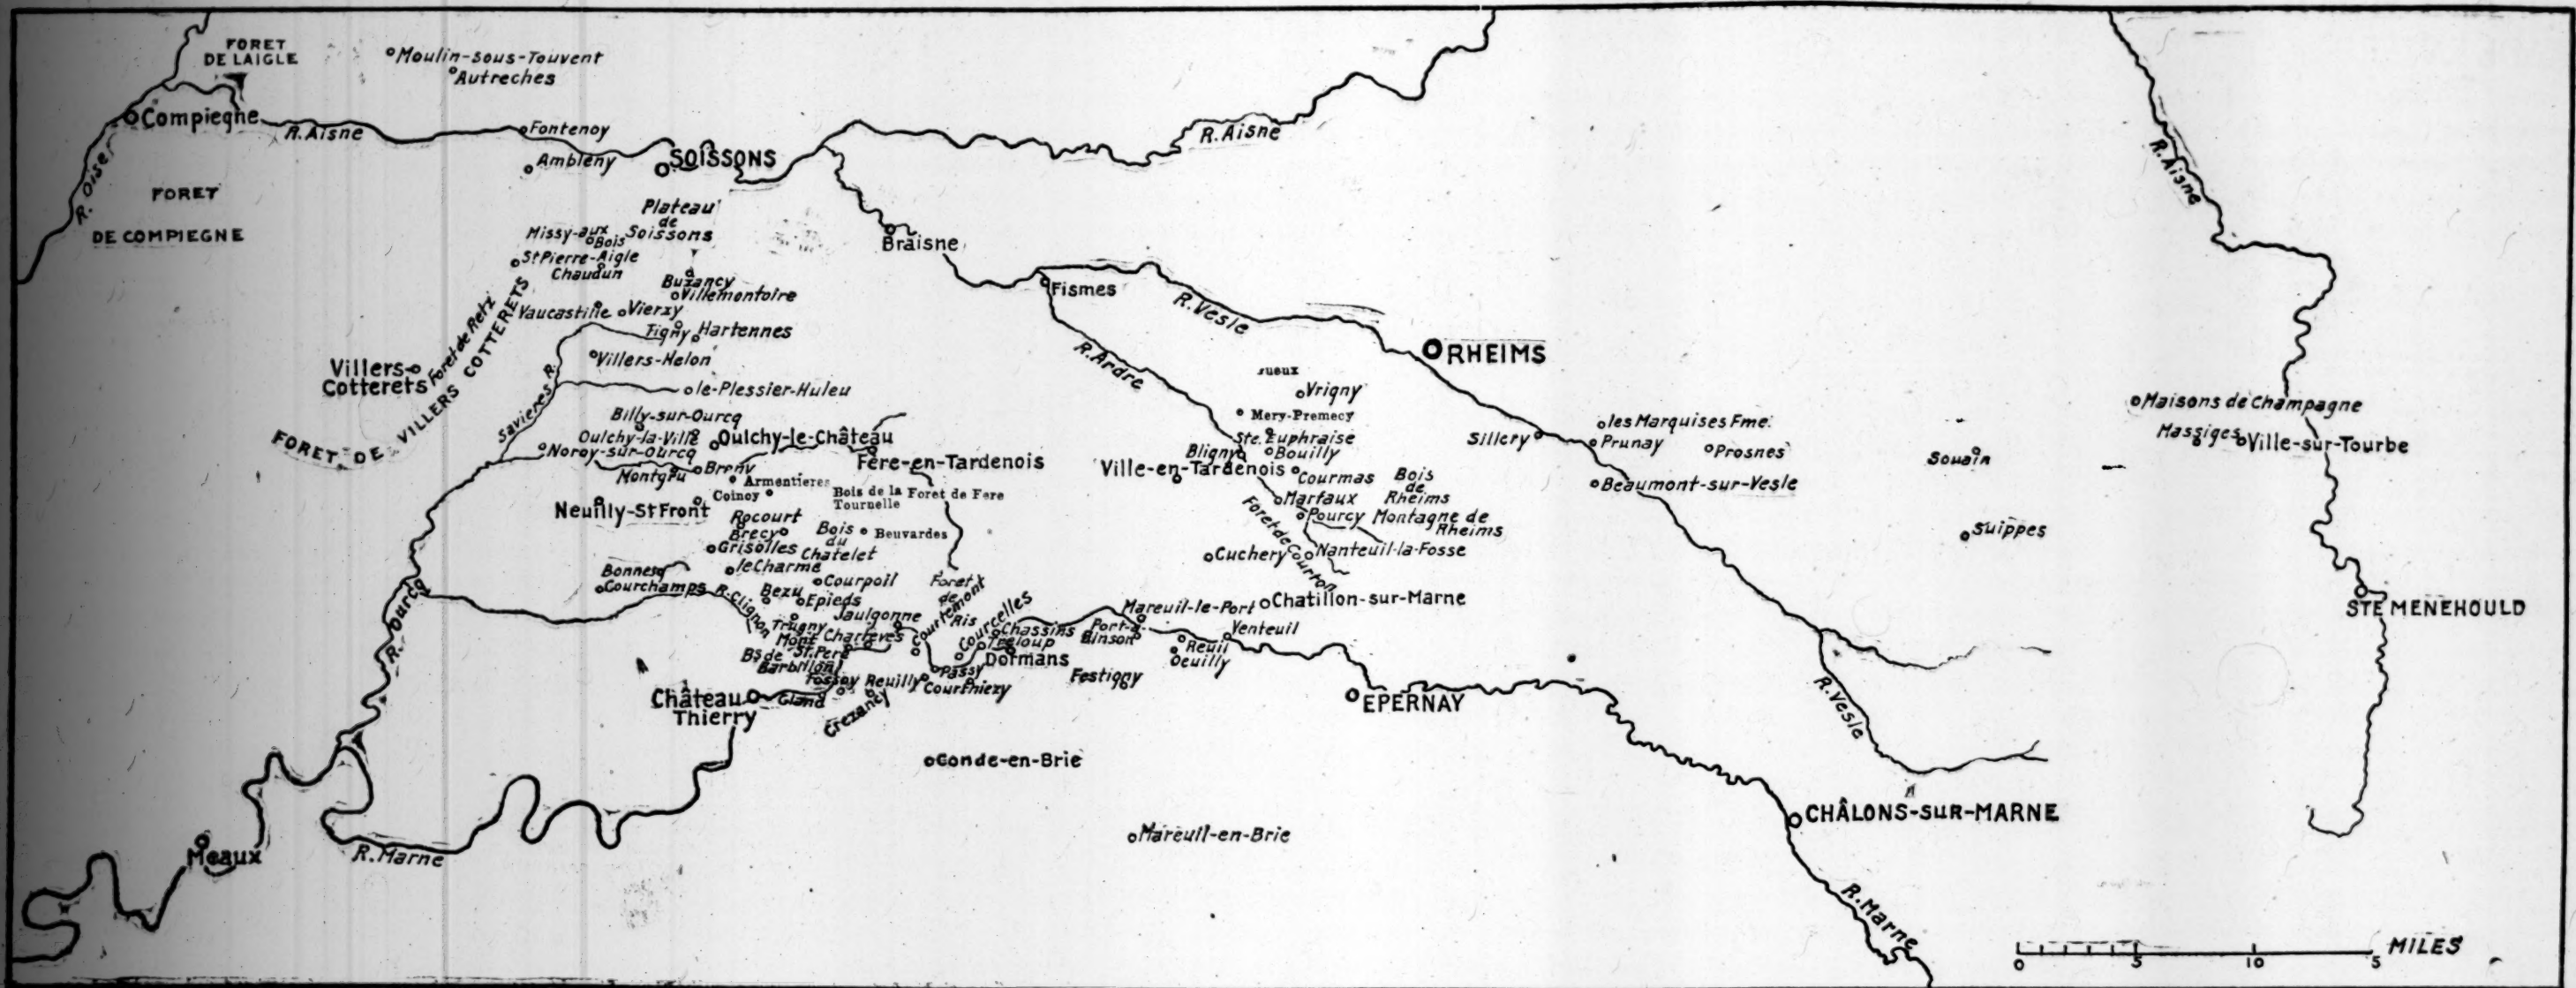 FORET
DE LAIGLE
Moulin-sous-Touvent
Autreches
Compiegne
R. Aisne
Fontenoy
Ambleny
SOISSONS
R. Aisne
R. Aisne
R. Oise
FORET
DE COMPIEGNE
Plateau
de
Soissons
Missy-aux
Bois
St Pierre-Aigle
Chaudun
Braisne
Buzancy
Villemontoire
Fismes
R. Vesle
Vaucastille
Vierzy
Tigny
Hartennes
Foret de Retz
FORET DE VILLERS COTTERETS
Villers-
Cotterets
Villers-Helon
RHEIMS
R. Ardre
Savieres R.
le-Plessier-Huleu
Vrigny
Mery-Premecy
Maisons de Champagne
Billy-sur-Ourcq
Oulchy-la-Ville
Oulchy-le-Château
Noroy-sur-Ourcq
Fère-en-Tardenois
Ste. Euphraise
Bligny
Bouilly
Sillery
les Marquises Fme.
Prunay
Prosnes
Massiges
Ville-sur-Tourbe
Souain
Breny
Montgru
Armentieres
Coincy
Bois de la
Tournelle
Foret de Fere
Ville-en-Tardenois
Courmas
Bois
de
Rheims
Beaumont-sur-Vesle
Neuilly-St Front
Marfaux
Pourcy
Montagne de
Rheims
Rocourt
Brecy
Bois
du
Chatelet
Beuvardes
Foret de Courton
Suippes
Grisolles
Cuchery
Nanteuil-la-Fosse
le Charme
Bonnes
Courchamps
R. Clignon
Bezu
Courpoil
Epieds
Foret
de
Ris
Jaulgonne
Courtemont
Courcelles
Mareuil-le-Port
Chatillon-sur-Marne
STE MENEHOULD
R. Ourcq
Trugny
Mont
St. Pere
Charteves
Chassins
Treloup
Port-à-
Binson
Venteuil
Reuil
Oeuilly
Bs de
Barbillon
Dormans
Passy
Fossoy
Reuilly
Courthiezy
Festigny
Château
Thierry
Gland
Crezancy
EPERNAY
R. Vesle
Conde-en-Brie
CHÂLONS-SUR-MARNE
Mareuil-en-Brie
Meaux
R. Marne
R. Marne
0 5 10 5 MILES